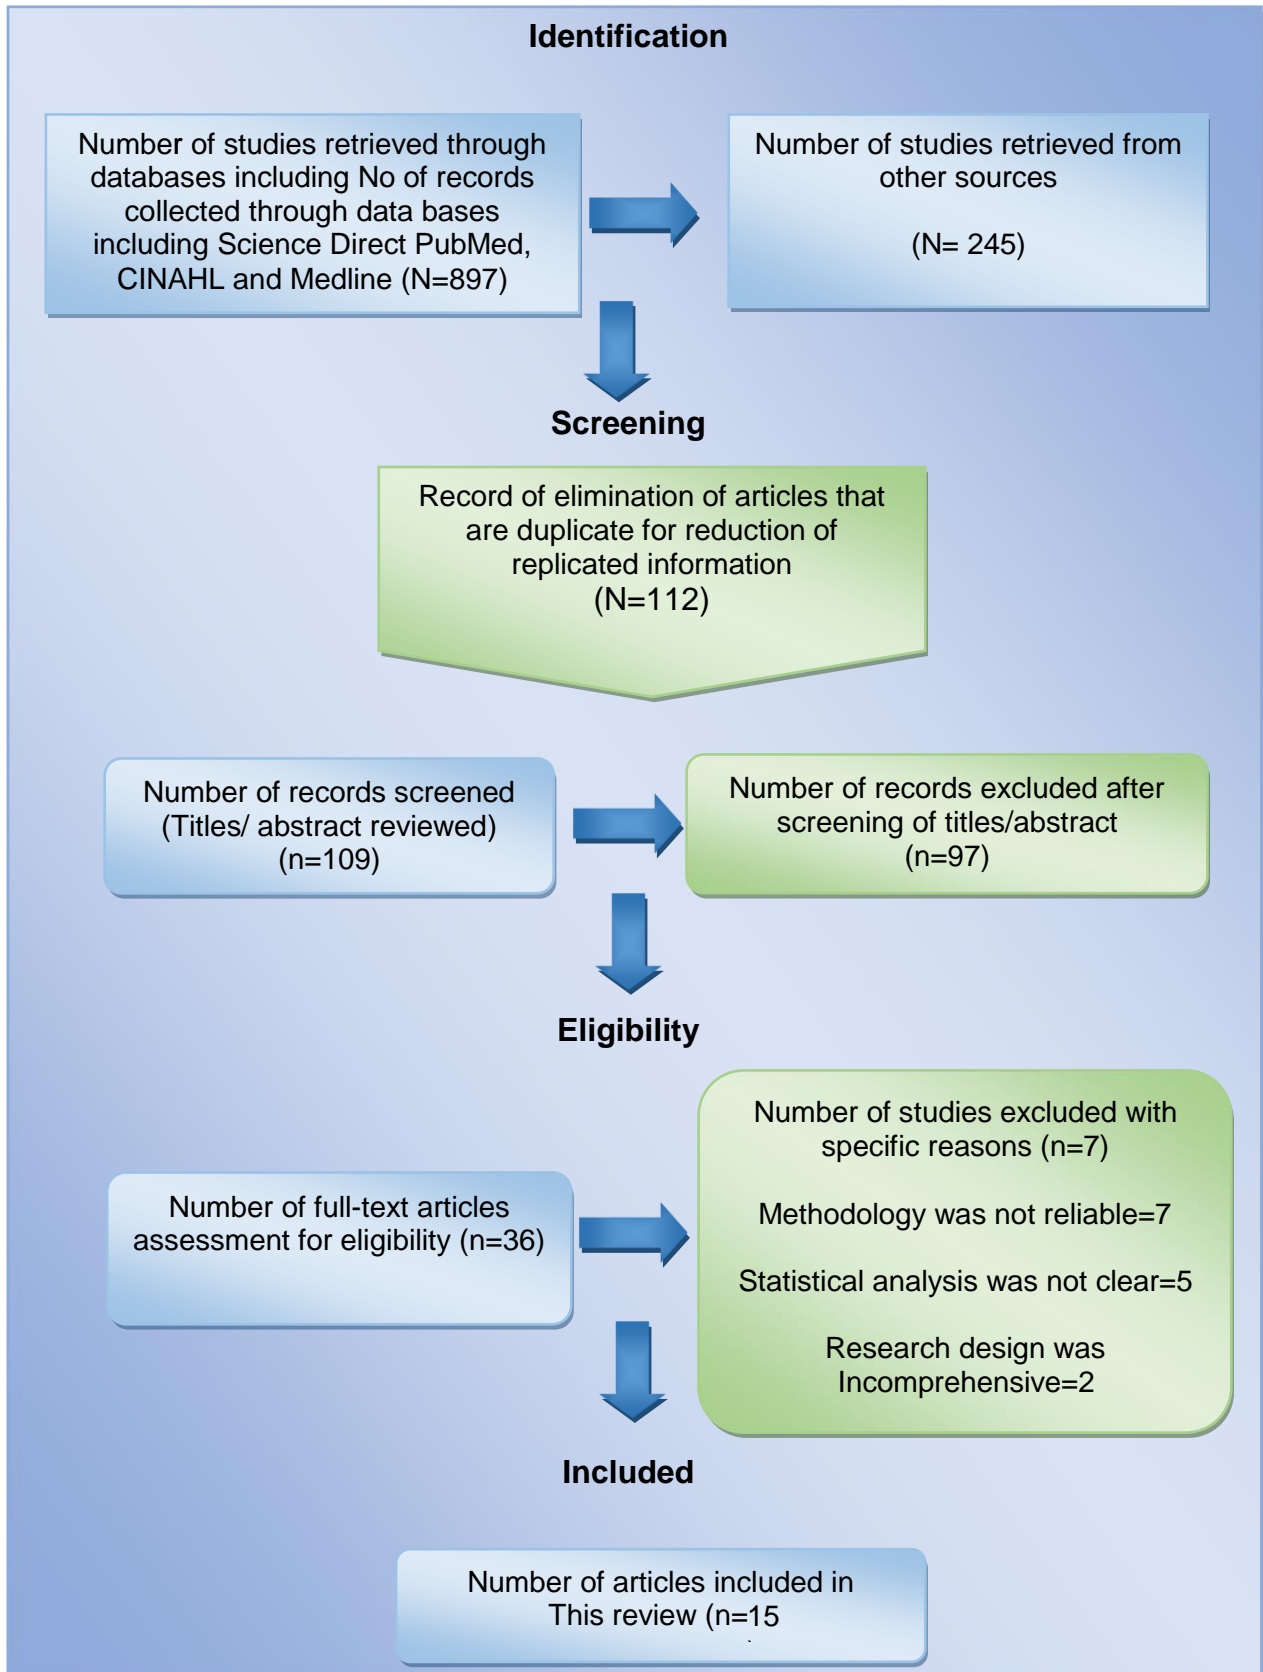 Identification
Number of studies retrieved through
databases including No of records
collected through data bases
including Science Direct PubMed,
CINAHL and Medline (N=897)
Number of studies retrieved from
other sources
(N= 245)
Screening
Record of elimination of articles that
are duplicate for reduction of
replicated information
(N=112)
Number of records screened
(Titles/ abstract reviewed)
(n=109)
Number of records excluded after
screening of titles/abstract
(n=97)
Eligibility
Number of full-text articles
assessment for eligibility (n=36)
Number of studies excluded with
specific reasons (n=7)
Methodology was not reliable=7
Statistical analysis was not clear=5
Research design was
Incomprehensive=2
Included
Number of articles included in
This review (n=15